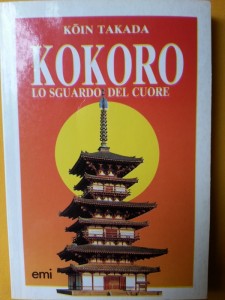 KŌIN TAKADA
KOKORO
LO SGUARDO DEL CUORE
emi